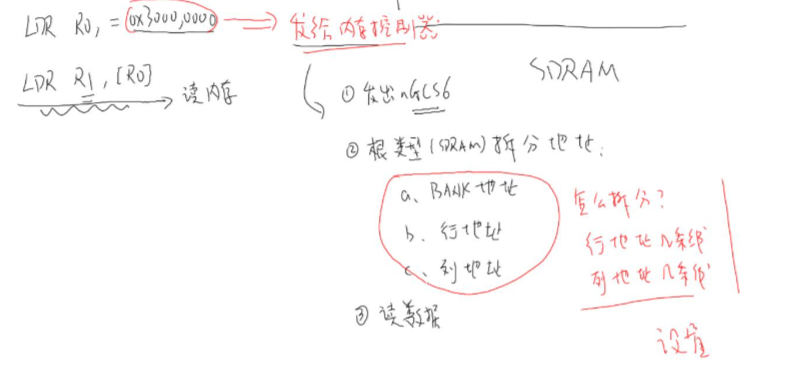 LDR R0, =0x3000,0000 ⇒ 发给内存控制器
LDR R1, [R0] → 读内存
SDRAM
① 发出nGCS6
② 根类型(SDRAM)拆分地址:
a、BANK地址
b、行地址
c、列地址
怎么拆分?
行地址几条线
列地址几条线
设置
③ 读数据